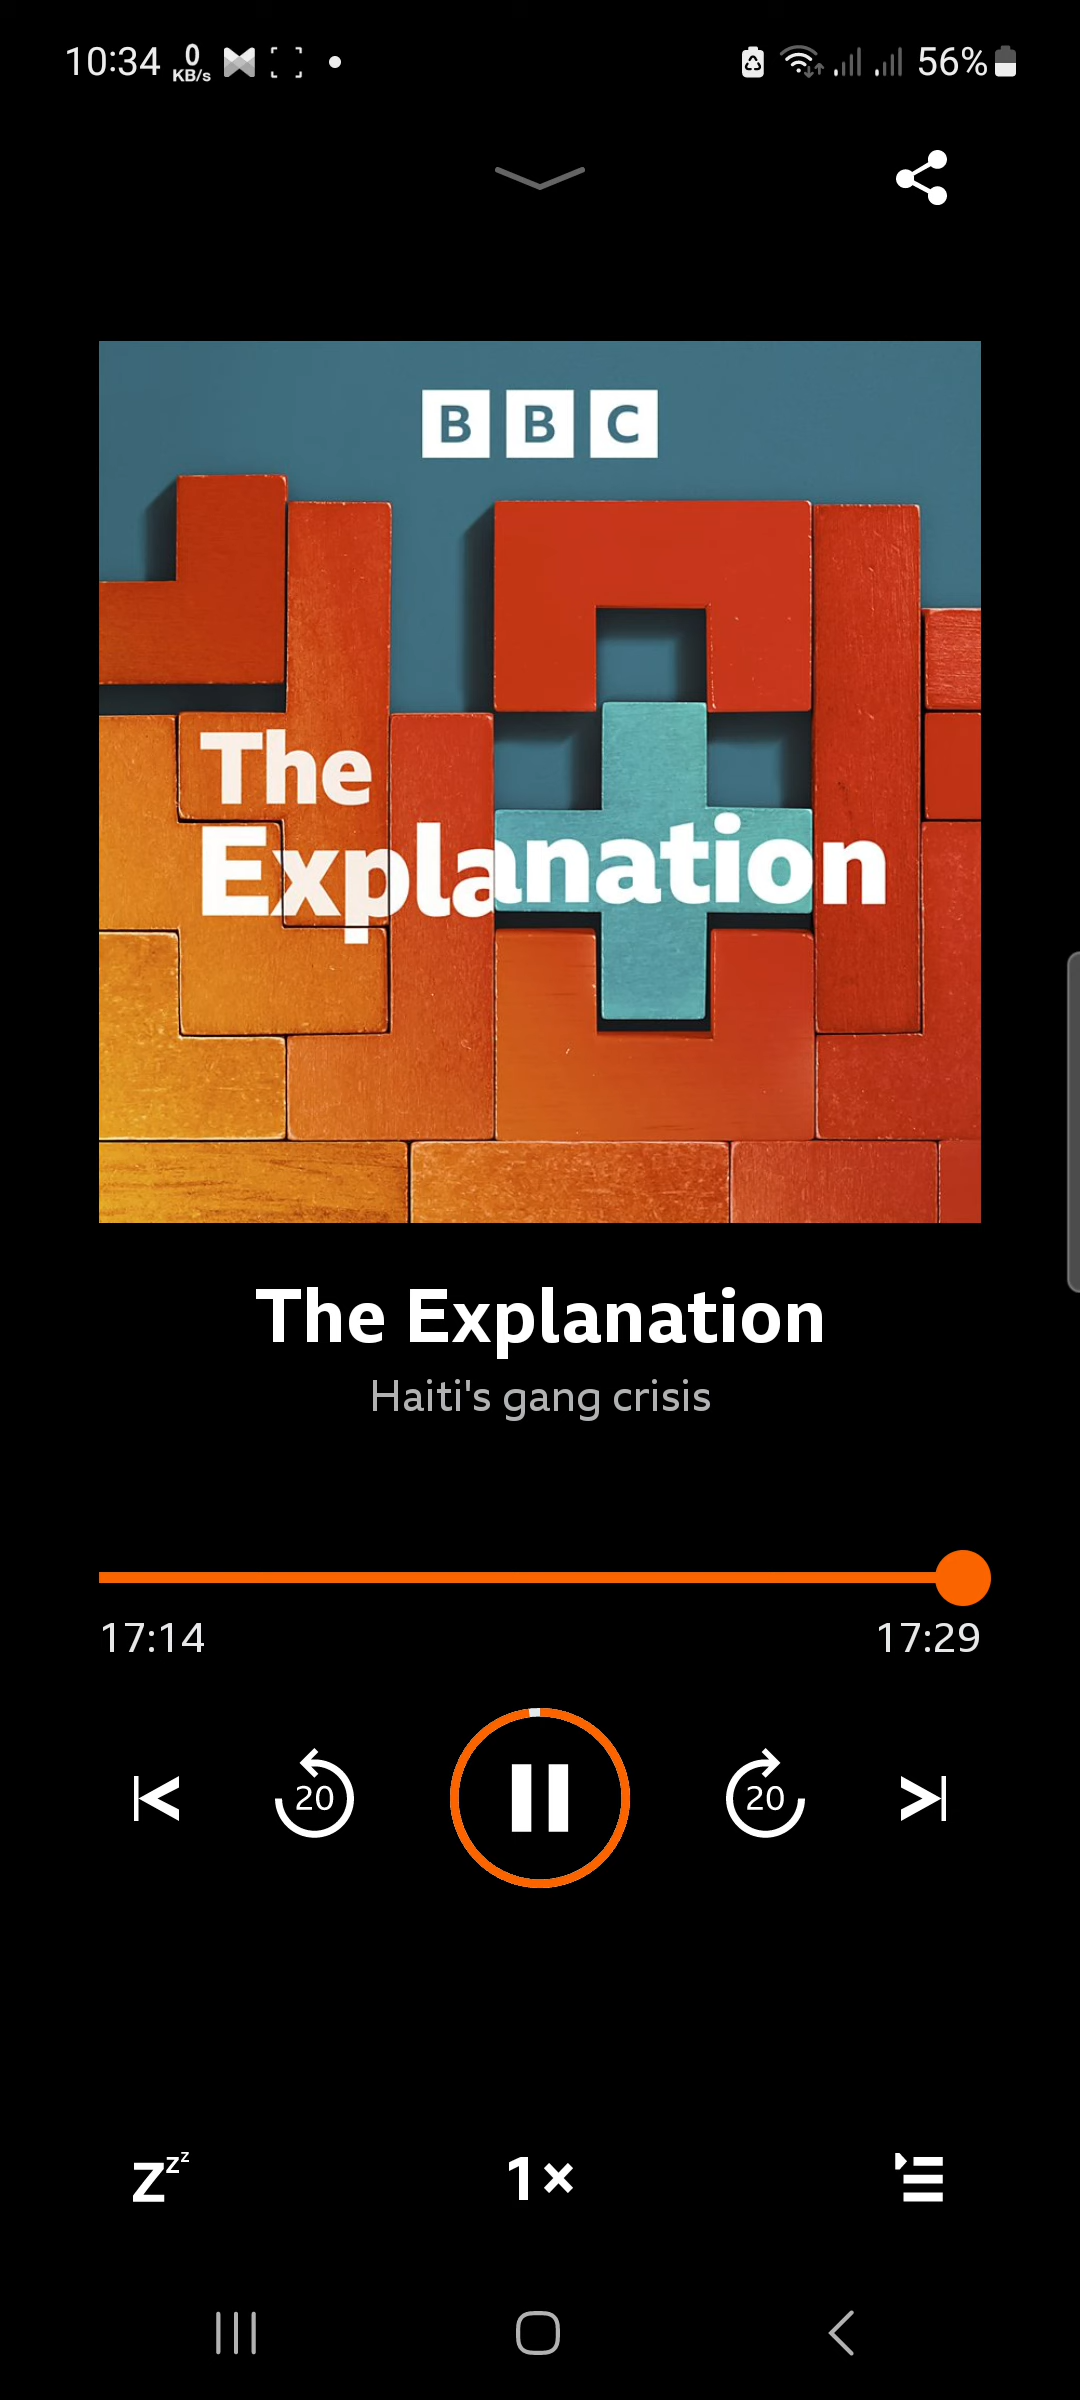 10:34 0 KB/s 56%
BBC
The
Explanation
The Explanation
Haiti's gang crisis
17:14 17:29
20 20
zzz 1×